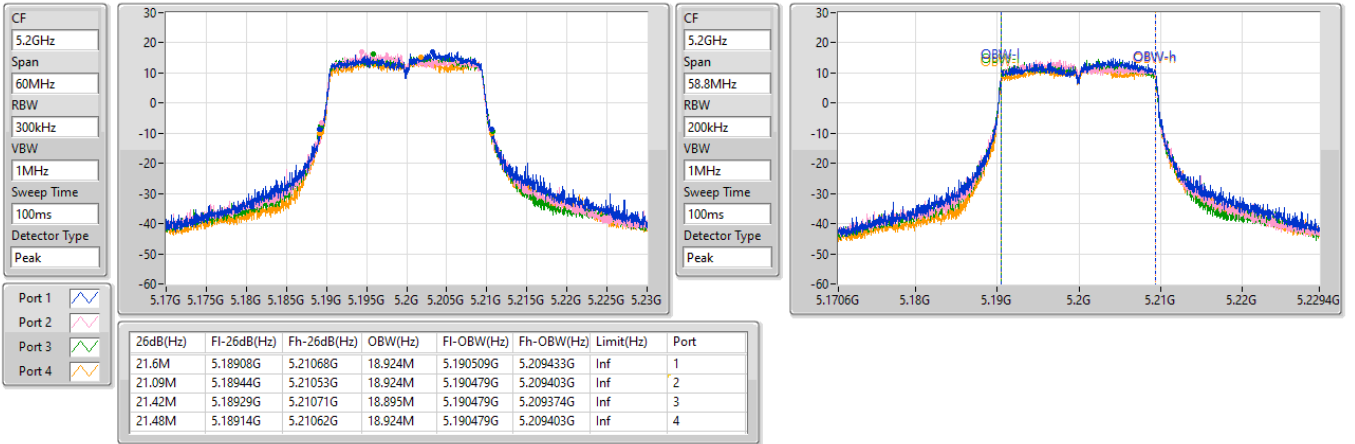 CF
5.2GHz
Span
60MHz
RBW
300kHz
VBW
1MHz
Sweep Time
100ms
Detector Type
Peak
30
20
10
0
-10
-20
-30
-40
-50
-60
5.17G 5.175G 5.18G 5.185G 5.19G 5.195G 5.2G 5.205G 5.21G 5.215G 5.22G 5.225G 5.23G
CF
5.2GHz
Span
58.8MHz
RBW
200kHz
VBW
1MHz
Sweep Time
100ms
Detector Type
Peak
30
20
10
0
-10
-20
-30
-40
-50
-60
OBW-l OBW-h
5.1706G 5.18G 5.19G 5.2G 5.21G 5.22G 5.2294G
Port 1
Port 2
Port 3
Port 4
26dB(Hz) Fl-26dB(Hz) Fh-26dB(Hz) OBW(Hz) Fl-OBW(Hz) Fh-OBW(Hz) Limit(Hz) Port
21.6M 5.18908G 5.21068G 18.924M 5.190509G 5.209433G Inf 1
21.09M 5.18944G 5.21053G 18.924M 5.190479G 5.209403G Inf 2
21.42M 5.18929G 5.21071G 18.895M 5.190479G 5.209374G Inf 3
21.48M 5.18914G 5.21062G 18.924M 5.190479G 5.209403G Inf 4